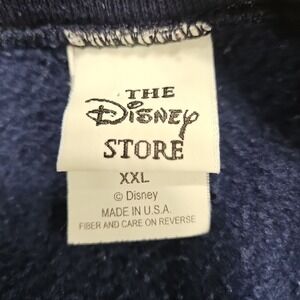 THE
Disney
STORE
XXL
© Disney
MADE IN U.S.A.
FIBER AND CARE ON REVERSE